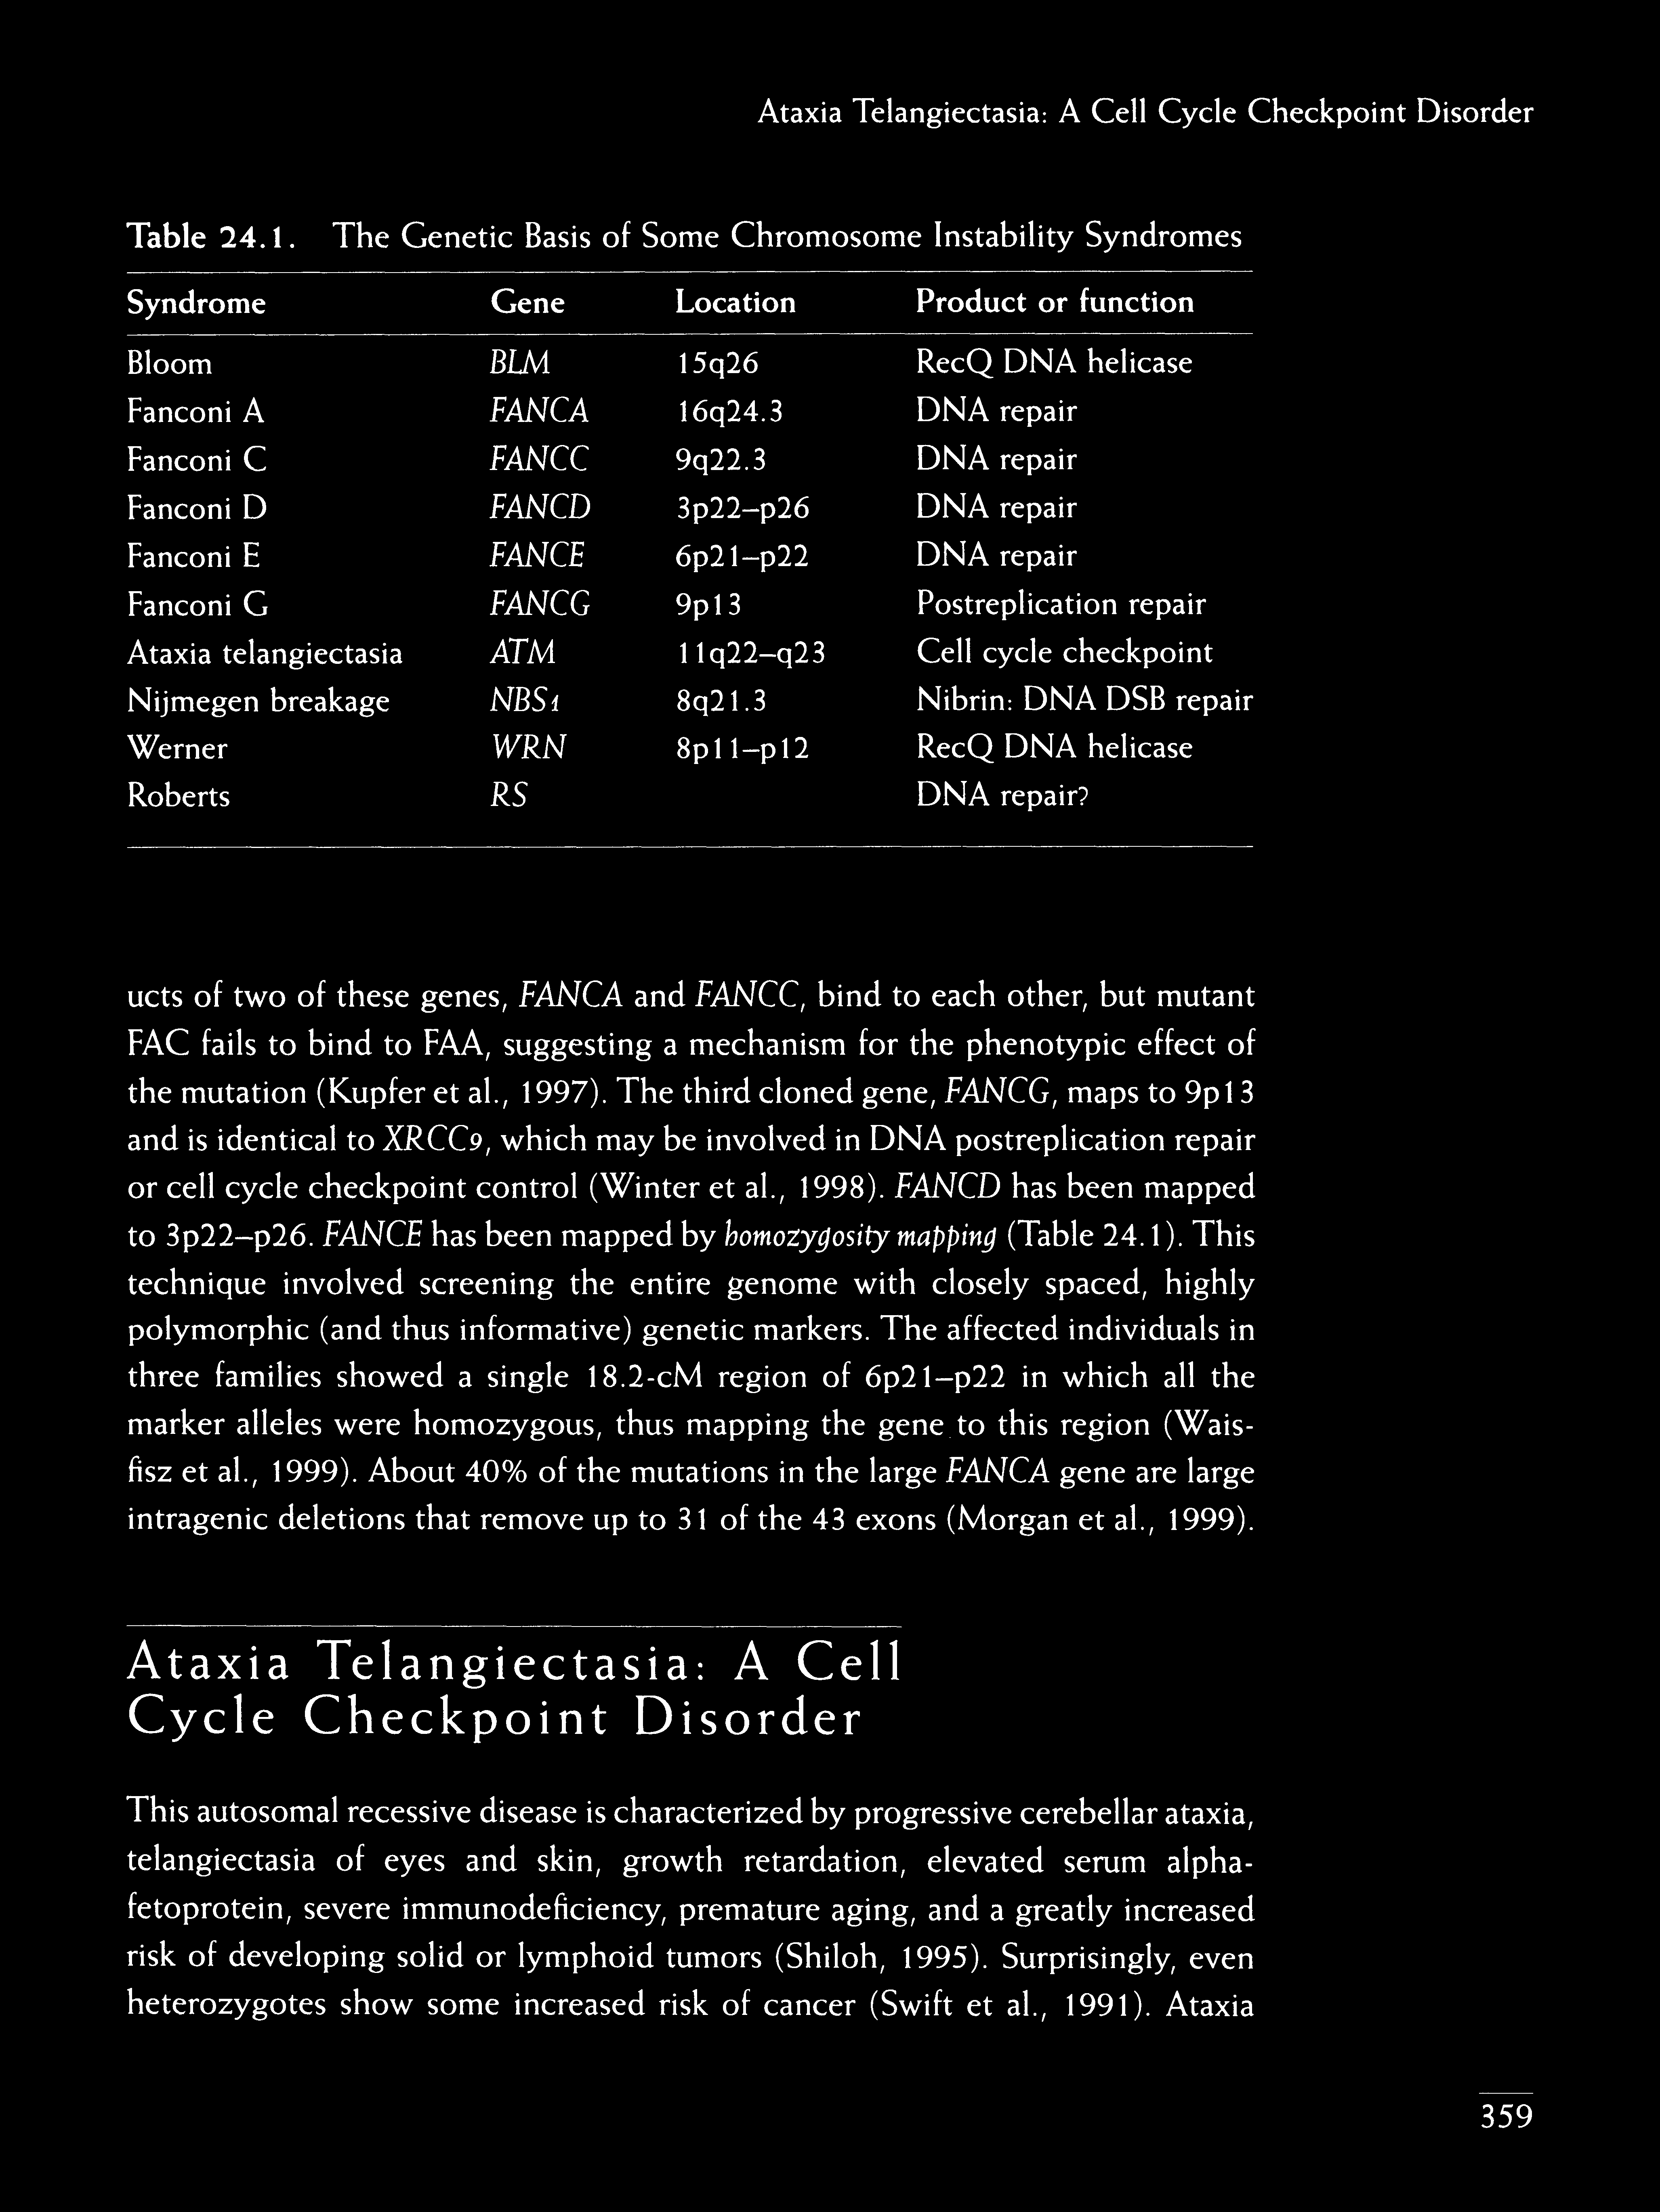 Ataxia Telangiectasia: A Cell Cycle Checkpoint Disorder
Table 24.1. The Genetic Basis of Some Chromosome Instability Syndromes
Syndrome Gene Location Product or function
Bloom BLM 15q26 RecQ DNA helicase
Fanconi A FANCA 16q24.3 DNA repair
Fanconi C FANCC 9q22.3 DNA repair
Fanconi D FANCD 3p22–p26 DNA repair
Fanconi E FANCE 6p21–p22 DNA repair
Fanconi G FANCG 9p13 Postreplication repair
Ataxia telangiectasia ATM 11q22–q23 Cell cycle checkpoint
Nijmegen breakage NBS1 8q21.3 Nibrin: DNA DSB repair
Werner WRN 8p11–p12 RecQ DNA helicase
Roberts RS DNA repair?
ucts of two of these genes, FANCA and FANCC, bind to each other, but mutant
FAC fails to bind to FAA, suggesting a mechanism for the phenotypic effect of
the mutation (Kupfer et al., 1997). The third cloned gene, FANCG, maps to 9p13
and is identical to XRCC9, which may be involved in DNA postreplication repair
or cell cycle checkpoint control (Winter et al., 1998). FANCD has been mapped
to 3p22–p26. FANCE has been mapped by homozygosity mapping (Table 24.1). This
technique involved screening the entire genome with closely spaced, highly
polymorphic (and thus informative) genetic markers. The affected individuals in
three families showed a single 18.2-cM region of 6p21–p22 in which all the
marker alleles were homozygous, thus mapping the gene to this region (Wais-
fisz et al., 1999). About 40% of the mutations in the large FANCA gene are large
intragenic deletions that remove up to 31 of the 43 exons (Morgan et al., 1999).
Ataxia Telangiectasia: A Cell
Cycle Checkpoint Disorder
This autosomal recessive disease is characterized by progressive cerebellar ataxia,
telangiectasia of eyes and skin, growth retardation, elevated serum alpha-
fetoprotein, severe immunodeficiency, premature aging, and a greatly increased
risk of developing solid or lymphoid tumors (Shiloh, 1995). Surprisingly, even
heterozygotes show some increased risk of cancer (Swift et al., 1991). Ataxia
359